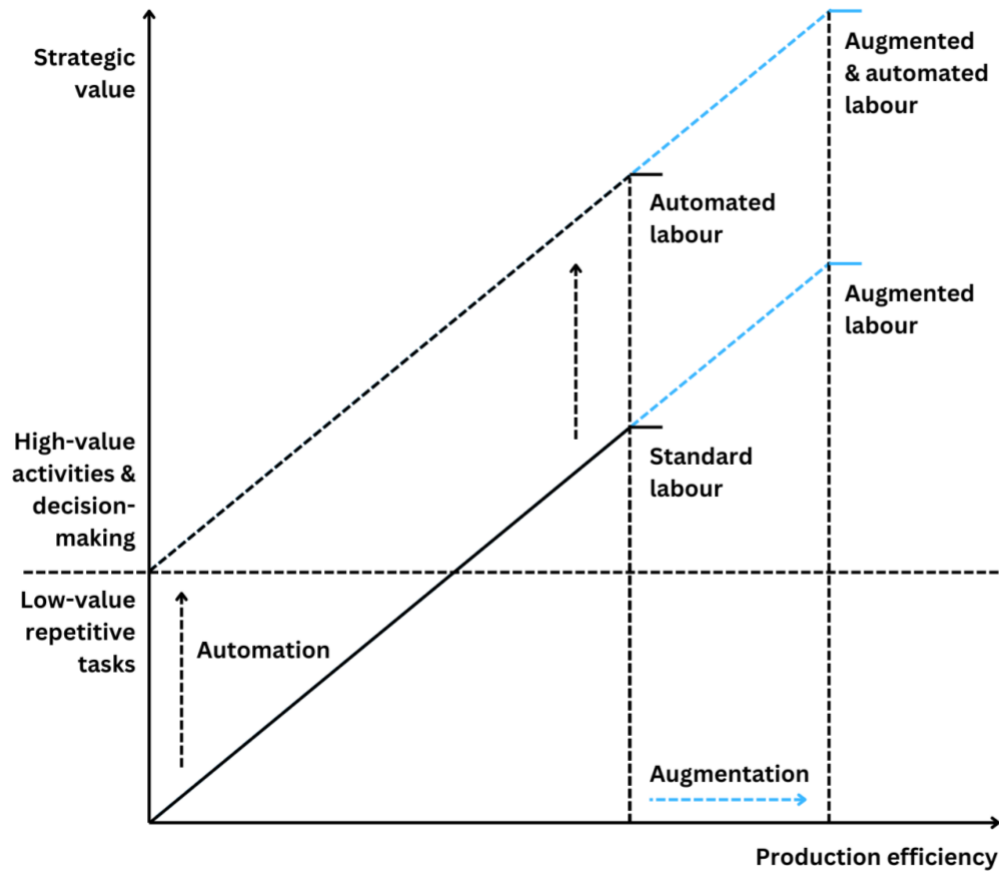 Strategic
value
Augmented
& automated
labour
Automated
labour
Augmented
labour
High-value
activities &
decision-
making
Standard
labour
Low-value
repetitive
tasks
Automation
Augmentation
Production efficiency